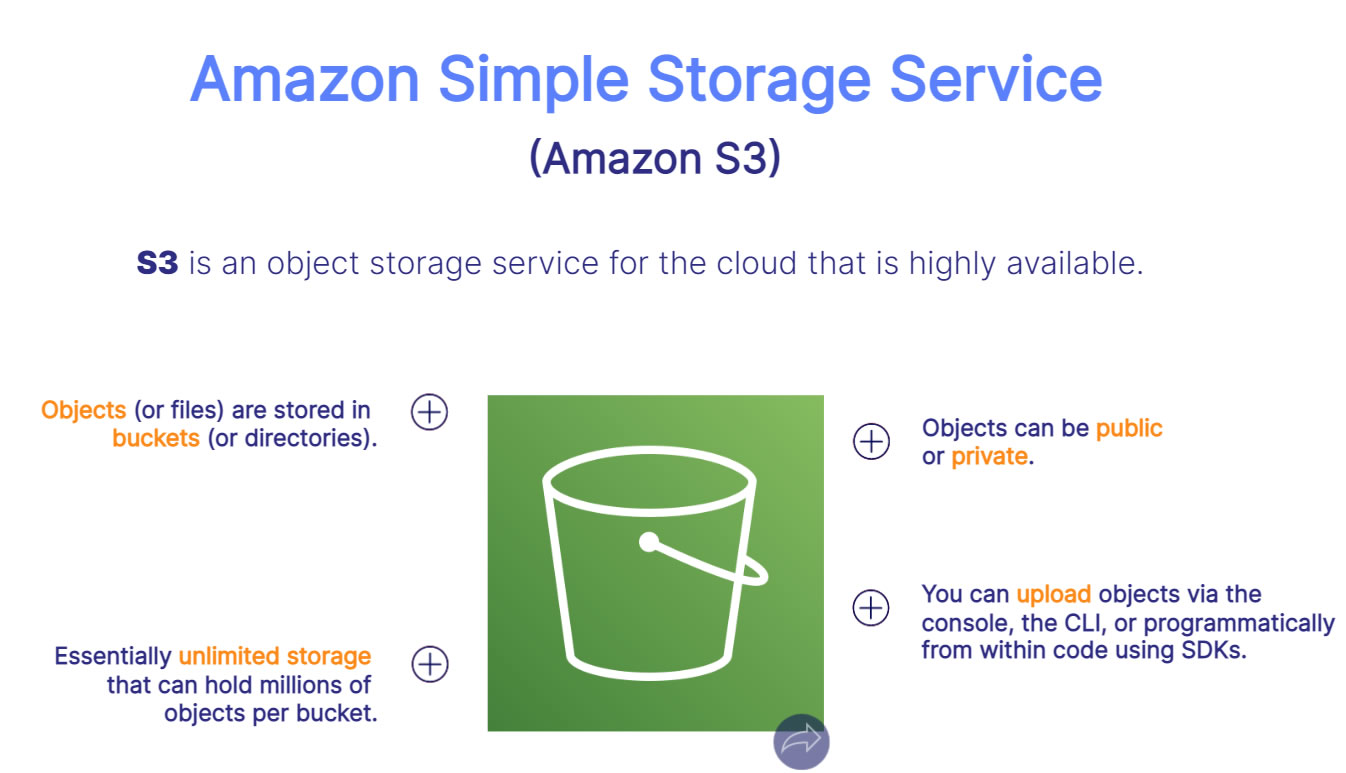 Amazon Simple Storage Service
(Amazon S3)
S3 is an object storage service for the cloud that is highly available.
Objects (or files) are stored in
buckets (or directories).
Essentially unlimited storage
that can hold millions of
objects per bucket.
Objects can be public
or private.
You can upload objects via the
console, the CLI, or programmatically
from within code using SDKs.